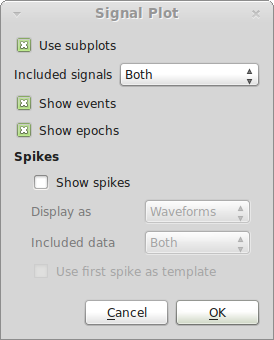 Signal Plot
Use subplots
Included signals Both
Show events
Show epochs
Spikes
Show spikes
Display as Waveforms
Included data Both
Use first spike as template
Cancel OK